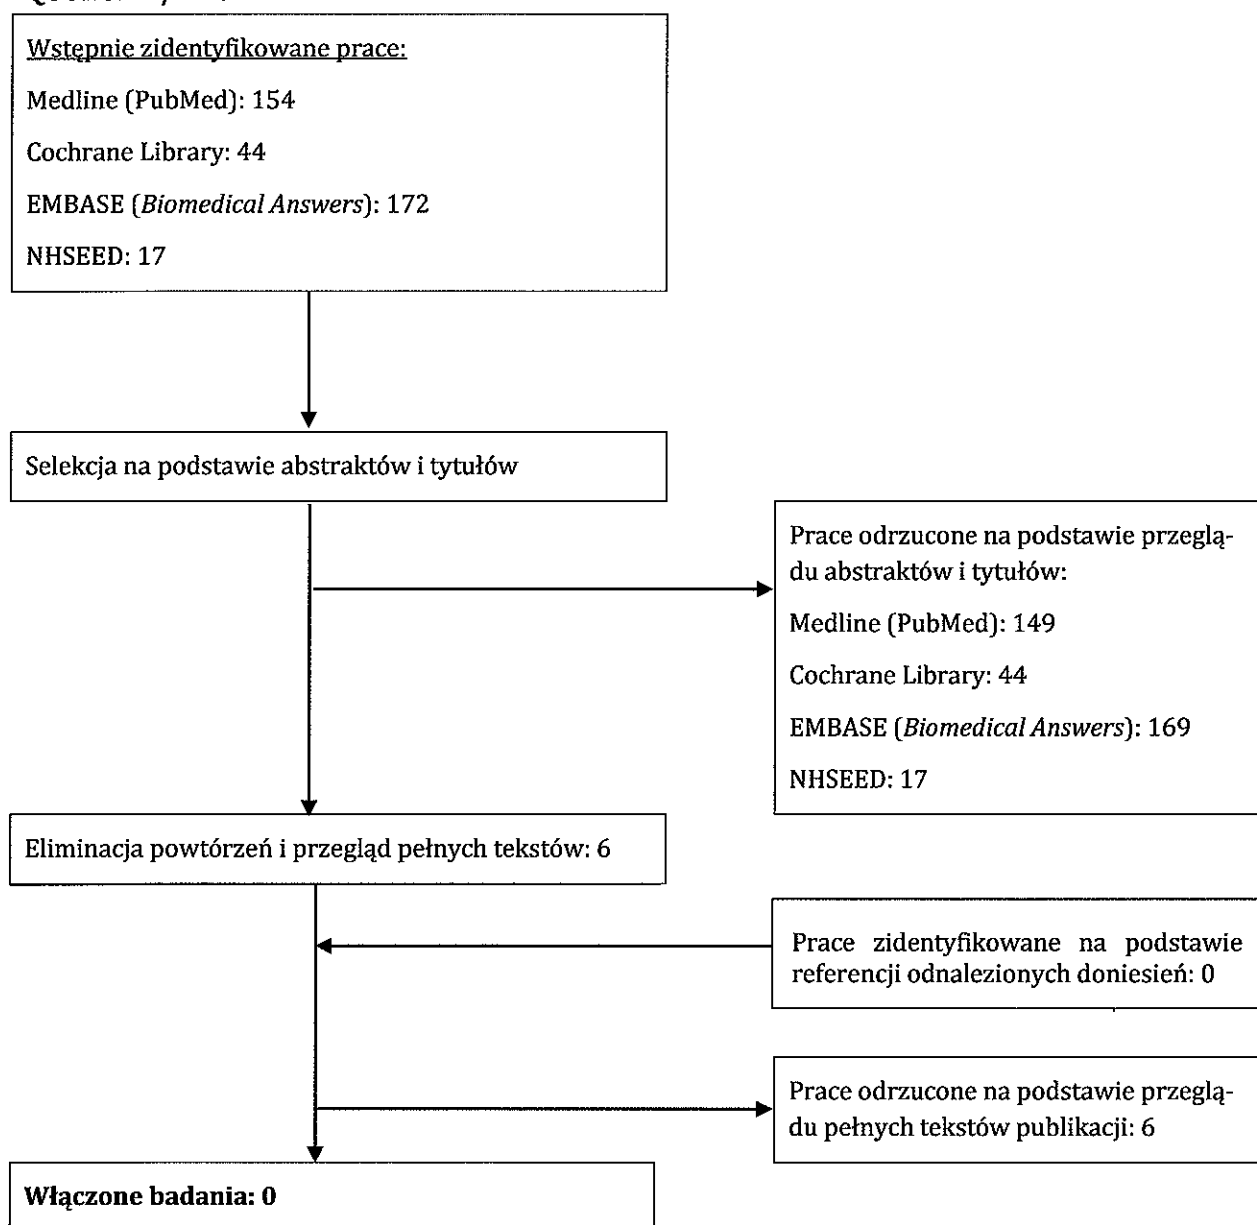 Wstępnie zidentyfikowane prace:
Medline (PubMed): 154
Cochrane Library: 44
EMBASE (Biomedical Answers): 172
NHSEED: 17
Selekcja na podstawie abstraktów i tytułów
Prace odrzucone na podstawie przeglą-
du abstraktów i tytułów:
Medline (PubMed): 149
Cochrane Library: 44
EMBASE (Biomedical Answers): 169
NHSEED: 17
Eliminacja powtórzeń i przegląd pełnych tekstów: 6
Prace zidentyfikowane na podstawie
referencji odnalezionych doniesień: 0
Prace odrzucone na podstawie przeglą-
du pełnych tekstów publikacji: 6
Włączone badania: 0